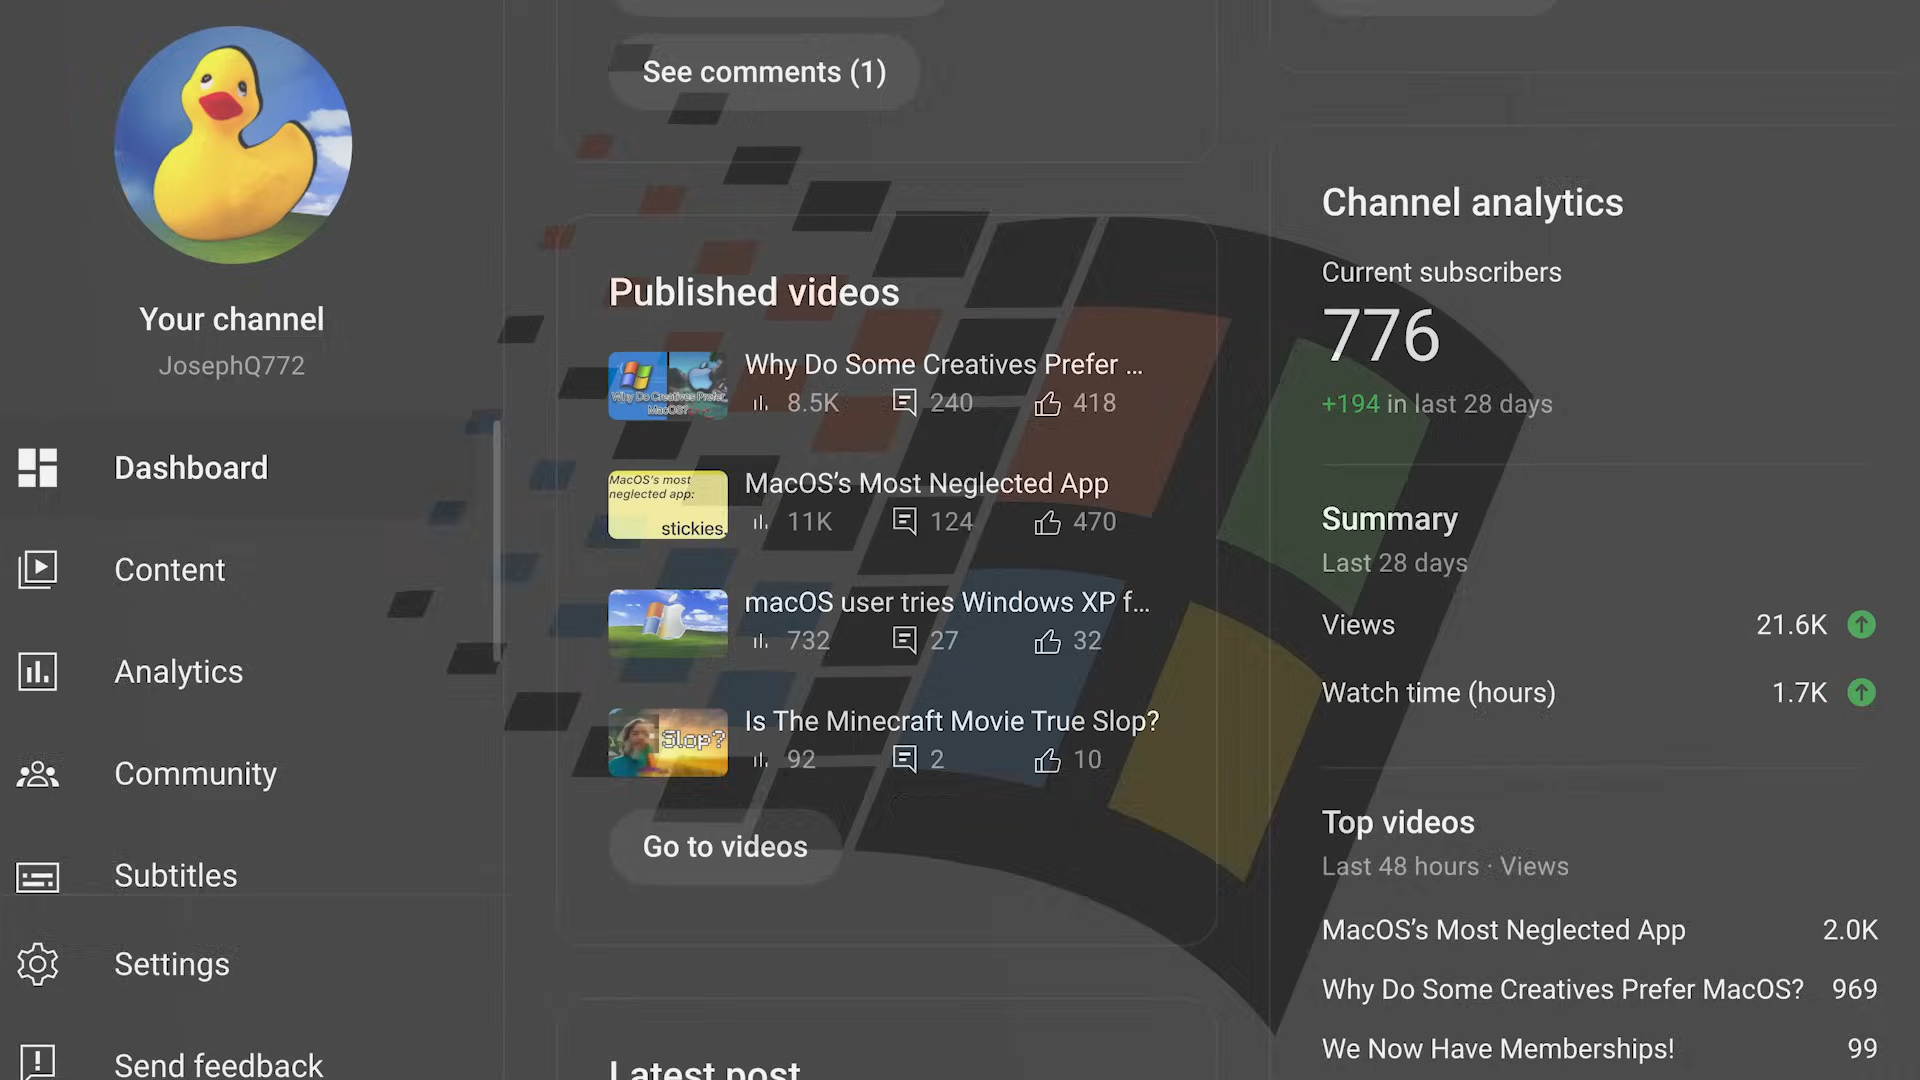 Your channel
JosephQ772
Dashboard
Content
Analytics
Community
Subtitles
Settings
Send feedback
See comments (1)
Published videos
Why Do Creatives Prefer
MacOS?
Why Do Some Creatives Prefer ...
8.5K 240 418
MacOS's most
neglected app:
stickies.
MacOS’s Most Neglected App
11K 124 470
macOS user tries Windows XP f...
732 27 32
Slop?
Is The Minecraft Movie True Slop?
92 2 10
Go to videos
Latest post
Channel analytics
Current subscribers
776
+194 in last 28 days
Summary
Last 28 days
Views 21.6K
Watch time (hours) 1.7K
Top videos
Last 48 hours · Views
MacOS’s Most Neglected App 2.0K
Why Do Some Creatives Prefer MacOS? 969
We Now Have Memberships! 99